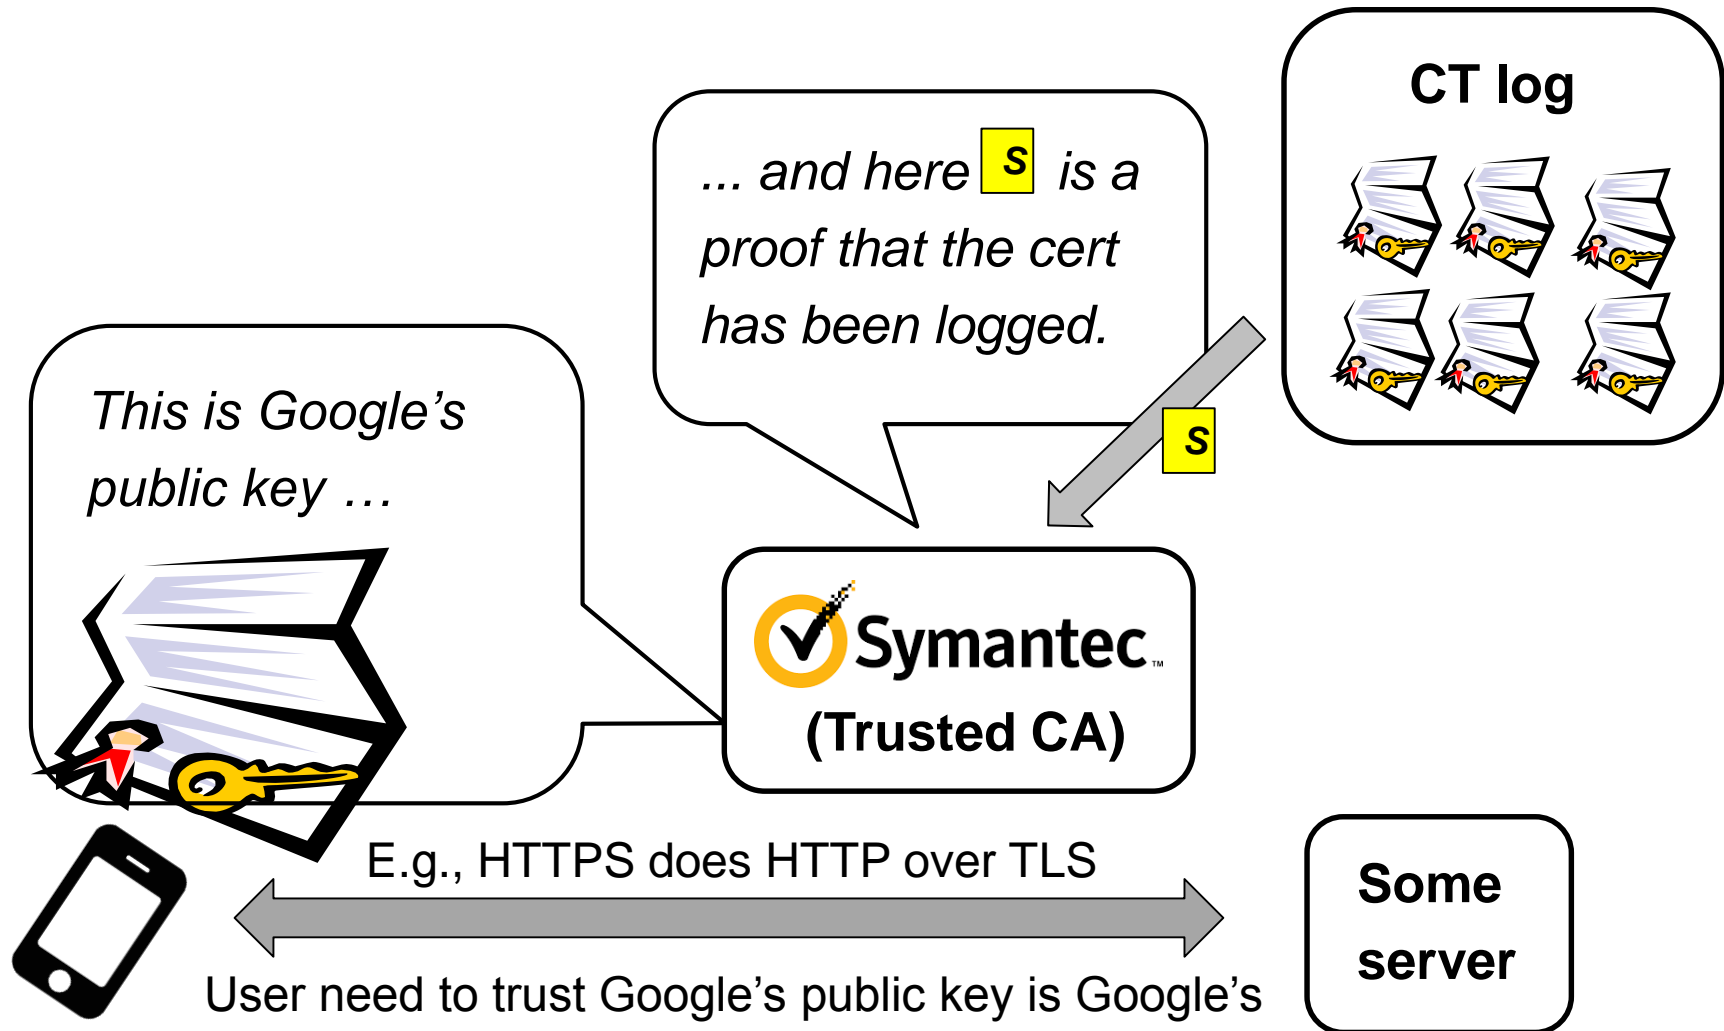 CT log
... and here S is a
proof that the cert
has been logged.
S
This is Google’s
public key …
Symantec™
(Trusted CA)
E.g., HTTPS does HTTP over TLS
Some
server
User need to trust Google’s public key is Google’s